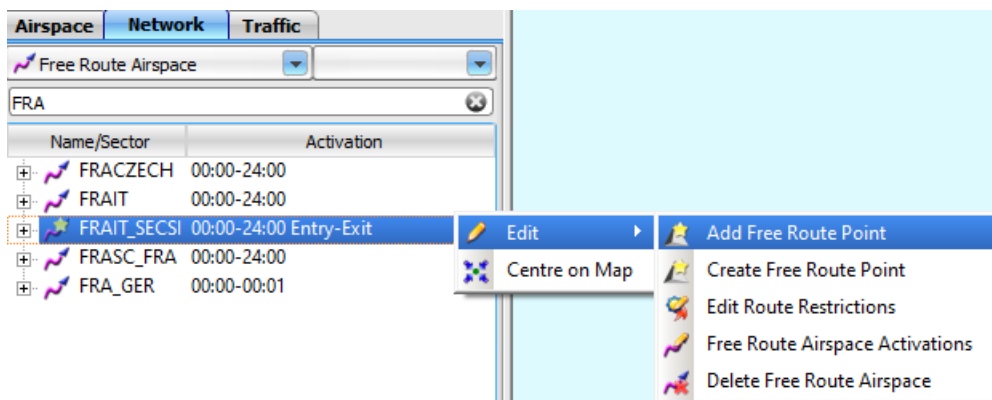 Airspace Network Traffic
Free Route Airspace
FRA
Name/Sector Activation
FRACZECH 00:00-24:00
FRAIT 00:00-24:00
FRAIT_SECSI 00:00-24:00 Entry-Exit
FRASC_FRA 00:00-24:00
FRA_GER 00:00-00:01
Edit
Centre on Map
Add Free Route Point
Create Free Route Point
Edit Route Restrictions
Free Route Airspace Activations
Delete Free Route Airspace